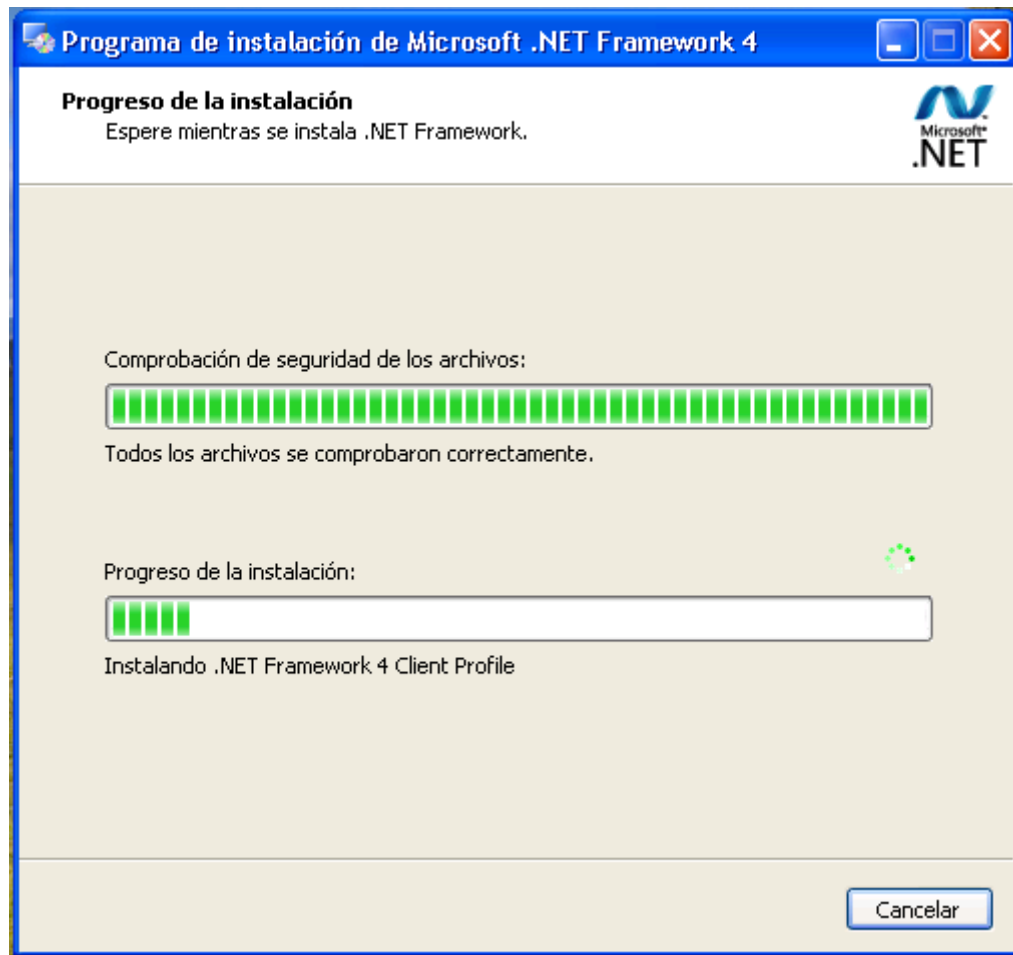 Programa de instalación de Microsoft .NET Framework 4
Progreso de la instalación
Espere mientras se instala .NET Framework.
Microsoft®
.NET
Comprobación de seguridad de los archivos:
Todos los archivos se comprobaron correctamente.
Progreso de la instalación:
Instalando .NET Framework 4 Client Profile
Cancelar